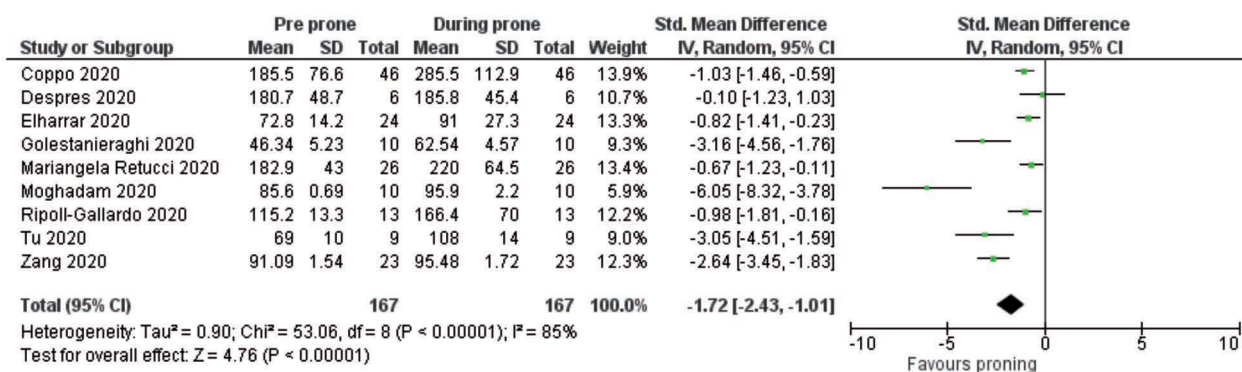 Pre prone During prone Std. Mean Difference Std. Mean Difference
Study or Subgroup Mean SD Total Mean SD Total Weight IV, Random, 95% CI IV, Random, 95% CI
Coppo 2020 185.5 76.6 46 285.5 112.9 46 13.9% -1.03 [-1.46, -0.59]
Despres 2020 180.7 48.7 6 185.8 45.4 6 10.7% -0.10 [-1.23, 1.03]
Elharrar 2020 72.8 14.2 24 91 27.3 24 13.3% -0.82 [-1.41, -0.23]
Golestanieraghi 2020 46.34 5.23 10 62.54 4.57 10 9.3% -3.16 [-4.56, -1.76]
Mariangela Retucci 2020 182.9 43 26 220 64.5 26 13.4% -0.67 [-1.23, -0.11]
Moghadam 2020 85.6 0.69 10 95.9 2.2 10 5.9% -6.05 [-8.32, -3.78]
Ripoll-Gallardo 2020 115.2 13.3 13 166.4 70 13 12.2% -0.98 [-1.81, -0.16]
Tu 2020 69 10 9 108 14 9 9.0% -3.05 [-4.51, -1.59]
Zang 2020 91.09 1.54 23 95.48 1.72 23 12.3% -2.64 [-3.45, -1.83]
Total (95% CI) 167 167 100.0% -1.72 [-2.43, -1.01]
Heterogeneity: Tau² = 0.90; Chi² = 53.06, df = 8 (P < 0.00001); I² = 85%
Test for overall effect: Z = 4.76 (P < 0.00001)
-10 -5 0 5 10
Favours proning